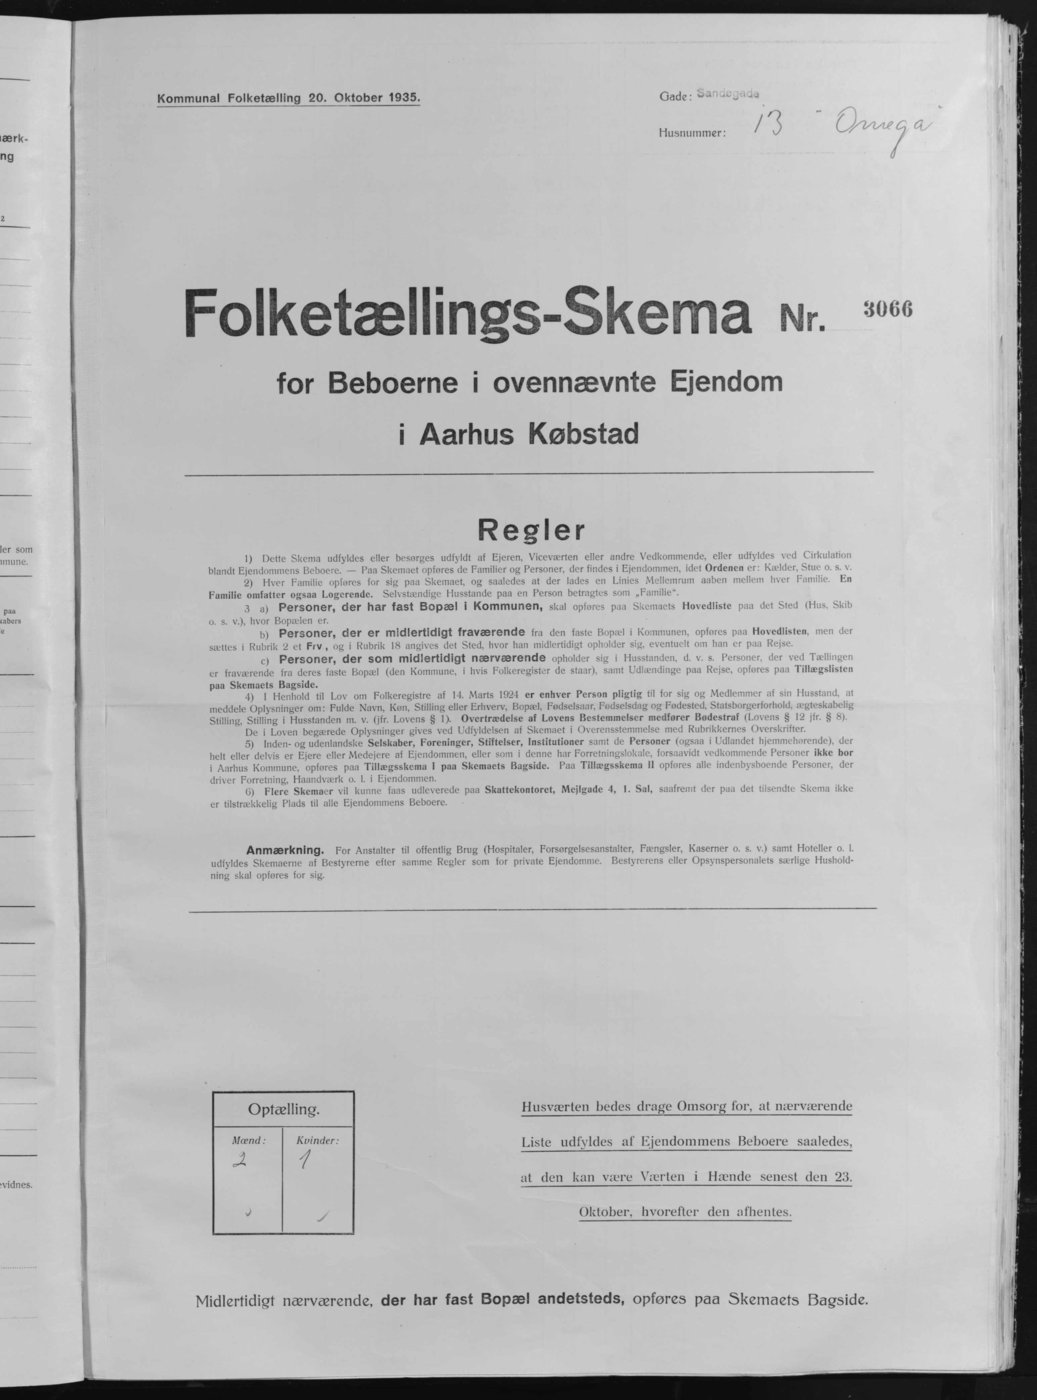 Kommunal Folketælling 20. Oktober 1935.
Gade: Sandogade
Husnummer: 13 "Omega"
Folketællings-Skema Nr. 3066
for Beboerne i ovennævnte Ejendom
i Aarhus Købstad
Regler
1) Dette Skema udfyldes eller besørges udfyldt af Ejeren, Viceværten eller andre Vedkommende, eller udfyldes ved Cirkulation
blandt Ejendommens Beboere. — Paa Skemaet opføres de Familier og Personer, der findes i Ejendommen, idet Ordenen er: Kælder, Stue o. s. v.
2) Hver Familie opføres for sig paa Skemaet, og saaledes at der lades en Linies Mellemrum aaben mellem hver Familie. En
Familie omfatter ogsaa Logerende. Selvstændige Husstande paa en Person betragtes som „Familie“.
3 a) Personer, der har fast Bopæl i Kommunen, skal opføres paa Skemaets Hovedliste paa det Sted (Hus, Skib
o. s. v.), hvor Bopælen er.
b) Personer, der er midlertidigt fraværende fra den faste Bopæl i Kommunen, opføres paa Hovedlisten, men der
sættes i Rubrik 2 et Frv, og i Rubrik 18 angives det Sted, hvor han midlertidigt opholder sig, eventuelt om han er paa Rejse.
c) Personer, der som midlertidigt nærværende opholder sig i Husstanden, d. v. s. Personer, der ved Tællingen
er fraværende fra deres faste Bopæl (den Kommune, i hvis Folkeregister de staar), samt Udlændinge paa Rejse, opføres paa Tillægslisten
paa Skemaets Bagside.
4) I Henhold til Lov om Folkeregistre af 14. Marts 1924 er enhver Person pligtig til for sig og Medlemmer af sin Husstand, at
meddele Oplysninger om: Fulde Navn, Køn, Stilling eller Erhverv, Bopæl, Fødselsaar, Fødselsdag og Fødested, Statsborgerforhold, ægteskabelig
Stilling, Stilling i Husstanden m. v. (jfr. Lovens § 1). Overtrædelse af Lovens Bestemmelser medfører Bødestraf (Lovens § 12 jfr. § 8).
De i Loven begærede Oplysninger gives ved Udfyldelsen af Skemaet i Overensstemmelse med Rubrikkernes Overskrifter.
5) Inden- og udenlandske Selskaber, Foreninger, Stiftelser, Institutioner samt de Personer (ogsaa i Udlandet hjemmehørende), der
helt eller delvis er Ejere eller Medejere af Ejendommen, eller som i denne har Forretningslokale, forsaavidt vedkommende Personer ikke bor
i Aarhus Kommune, opføres paa Tillægsskema I paa Skemaets Bagside. Paa Tillægsskema II opføres alle indenbysboende Personer, der
driver Forretning, Haandværk o. l. i Ejendommen.
6) Flere Skemaer vil kunne faas udleverede paa Skattekontoret, Mejlgade 4, 1. Sal, saafremt der paa det tilsendte Skema ikke
er tilstrækkelig Plads til alle Ejendommens Beboere.
Anmærkning. For Anstalter til offentlig Brug (Hospitaler, Forsørgelsesanstalter, Fængsler, Kaserner o. s. v.) samt Hoteller o. l.
udfyldes Skemaerne af Bestyrerne efter samme Regler som for private Ejendomme. Bestyrerens eller Opsynspersonalets særlige Hushold-
ning skal opføres for sig.
Optælling.
Mænd: Kvinder:
2 1
Husværten bedes drage Omsorg for, at nærværende
Liste udfyldes af Ejendommens Beboere saaledes,
at den kan være Værten i Hænde senest den 23.
Oktober, hvorefter den afhentes.
Midlertidigt nærværende, der har fast Bopæl andetsteds, opføres paa Skemaets Bagside.